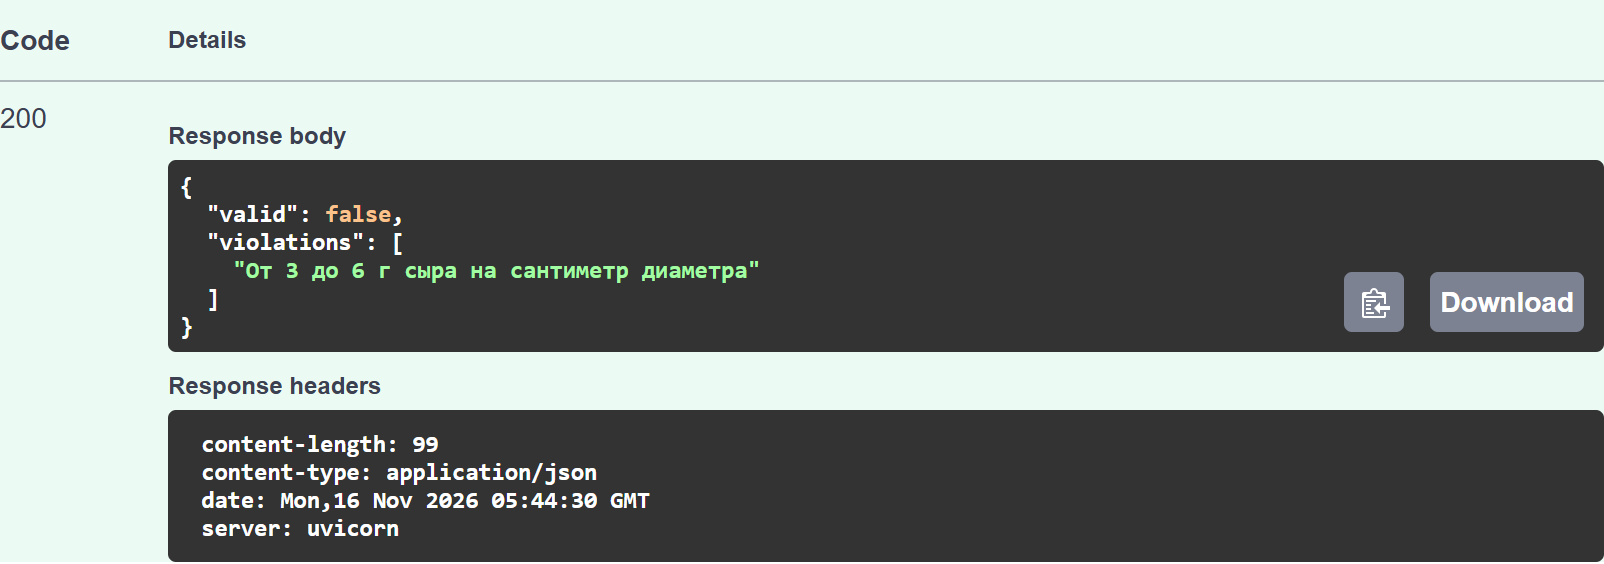 Code Details
200
Response body
{
  "valid": false,
  "violations": [
    "От 3 до 6 г сыра на сантиметр диаметра"
  ]
}
Download
Response headers
content-length: 99
content-type: application/json
date: Mon,16 Nov 2026 05:44:30 GMT
server: uvicorn